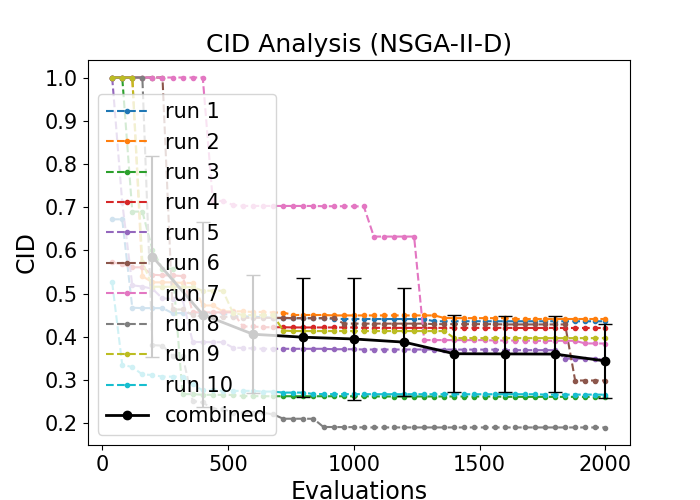 CID Analysis (NSGA-II-D)
CID
1.0
0.9
0.8
0.7
0.6
0.5
0.4
0.3
0.2
run 1
run 2
run 3
run 4
run 5
run 6
run 7
run 8
run 9
run 10
combined
0 500 1000 1500 2000
Evaluations